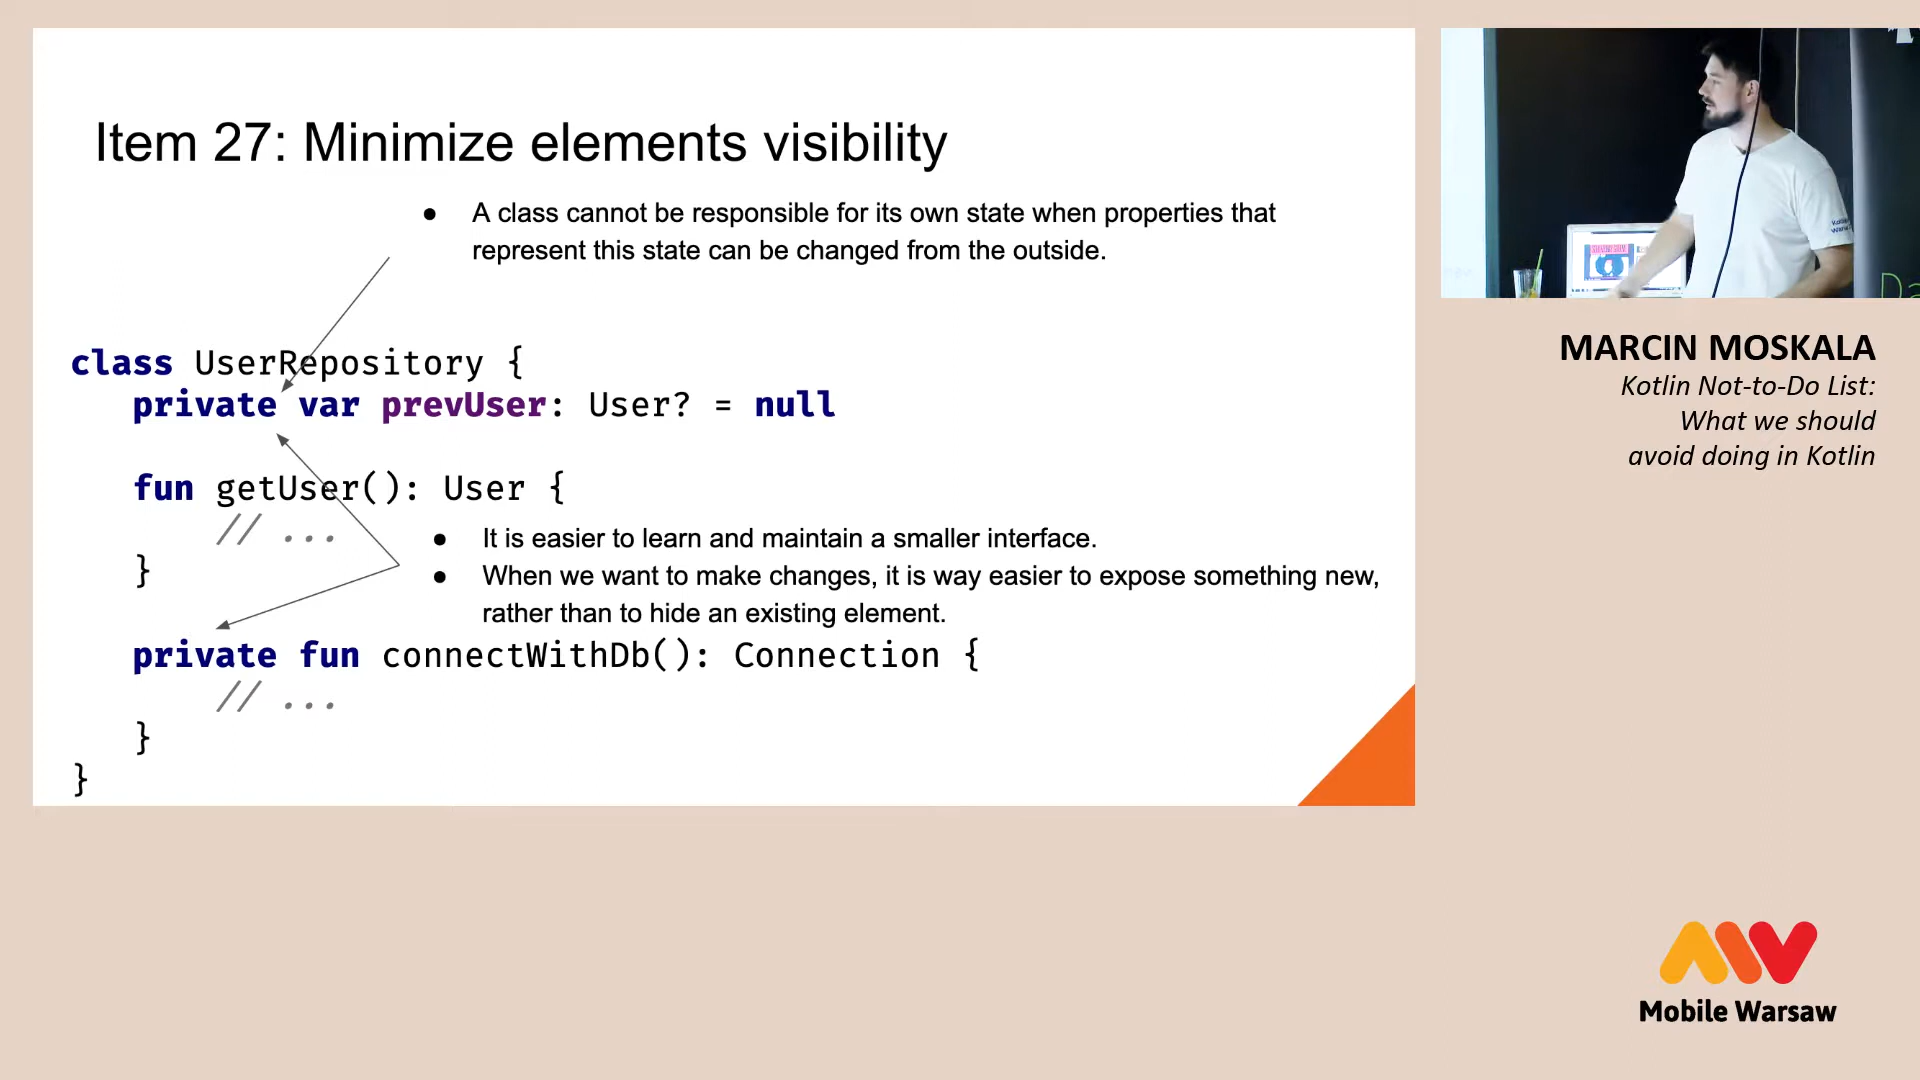 Item 27: Minimize elements visibility
● A class cannot be responsible for its own state when properties that
represent this state can be changed from the outside.
class UserRepository {
private var prevUser: User? = null
fun getUser(): User {
// ...
}
● It is easier to learn and maintain a smaller interface.
● When we want to make changes, it is way easier to expose something new,
rather than to hide an existing element.
private fun connectWithDb(): Connection {
// ...
}
}
MARCIN MOSKALA
Kotlin Not-to-Do List:
What we should
avoid doing in Kotlin
Mobile Warsaw